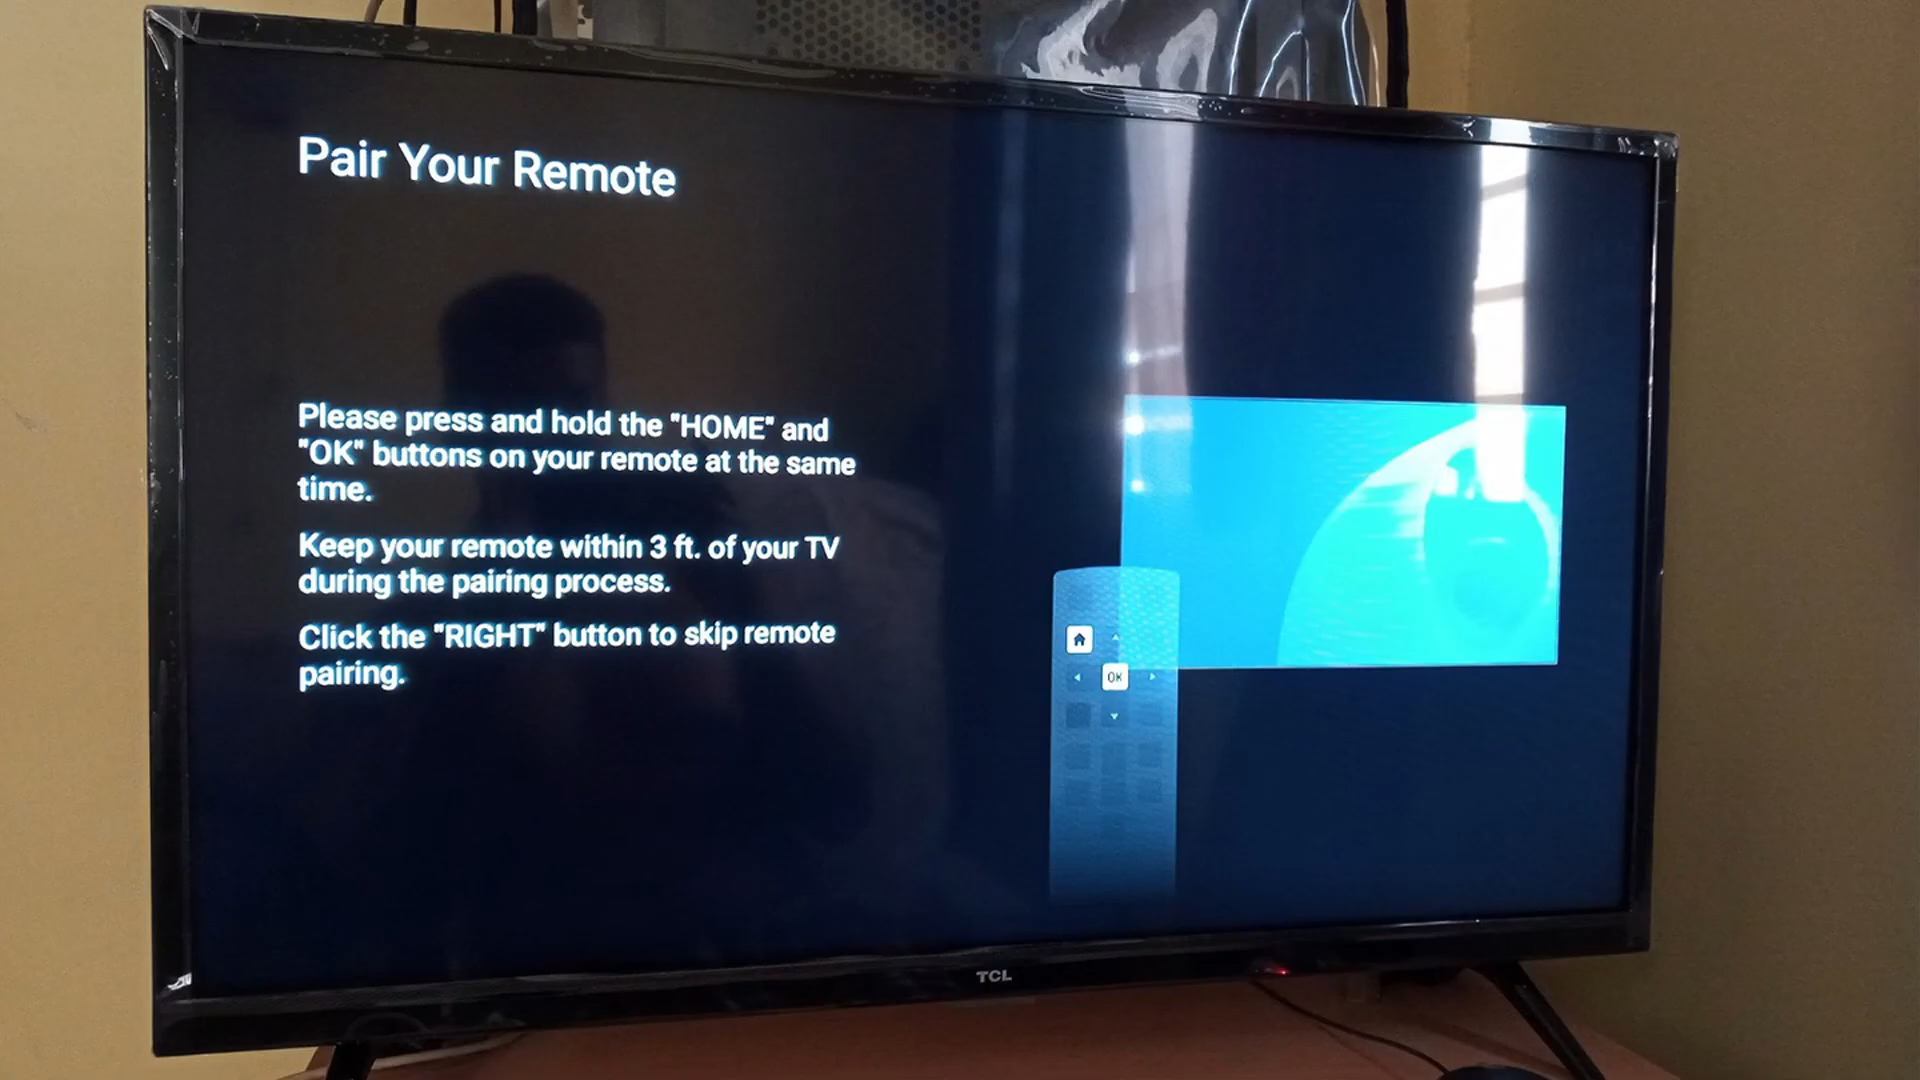 Pair Your Remote
Please press and hold the "HOME" and
"OK" buttons on your remote at the same
time.
Keep your remote within 3 ft. of your TV
during the pairing process.
Click the "RIGHT" button to skip remote
pairing.
OK
TCL